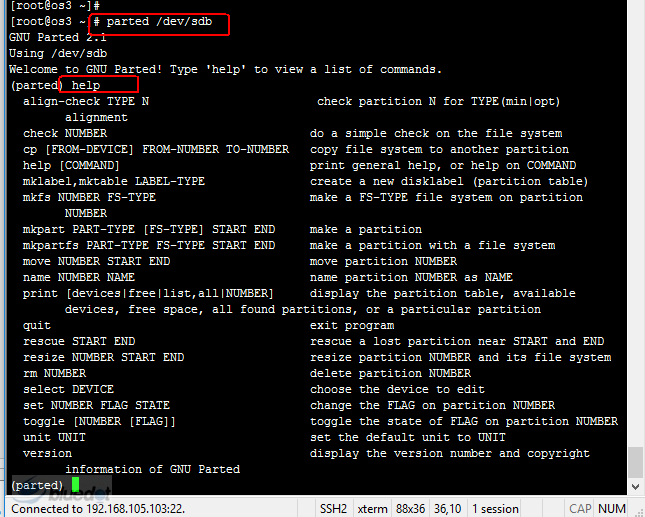 [root@os3 ~]#
[root@os3 ~]# parted /dev/sdb
GNU Parted 2.1
Using /dev/sdb
Welcome to GNU Parted! Type 'help' to view a list of commands.
(parted) help
align-check TYPE N check partition N for TYPE(min|opt)
alignment
check NUMBER do a simple check on the file system
cp [FROM-DEVICE] FROM-NUMBER TO-NUMBER copy file system to another partition
help [COMMAND] print general help, or help on COMMAND
mklabel,mktable LABEL-TYPE create a new disklabel (partition table)
mkfs NUMBER FS-TYPE make a FS-TYPE file system on partition
NUMBER
mkpart PART-TYPE [FS-TYPE] START END make a partition
mkpartfs PART-TYPE FS-TYPE START END make a partition with a file system
move NUMBER START END move partition NUMBER
name NUMBER NAME name partition NUMBER as NAME
print [devices|free|list,all|NUMBER] display the partition table, available
devices, free space, all found partitions, or a particular partition
quit exit program
rescue START END rescue a lost partition near START and END
resize NUMBER START END resize partition NUMBER and its file system
rm NUMBER delete partition NUMBER
select DEVICE choose the device to edit
set NUMBER FLAG STATE change the FLAG on partition NUMBER
toggle [NUMBER [FLAG]] toggle the state of FLAG on partition NUMBER
unit UNIT set the default unit to UNIT
version display the version number and copyright
information of GNU Parted
(parted)
bluedot
Connected to 192.168.105.103:22. SSH2 xterm 88x36 36,10 1 session CAP NUM